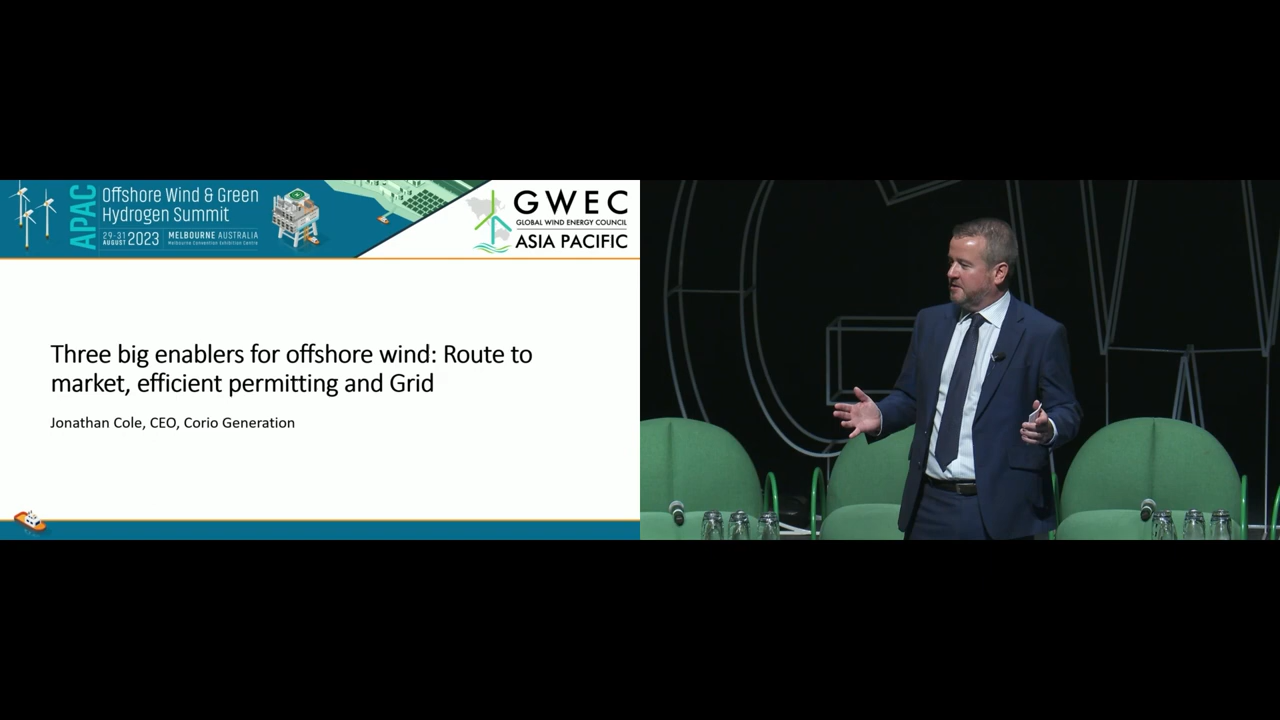 APAC
Offshore Wind & Green
Hydrogen Summit
29-31
AUGUST 2023
MELBOURNE AUSTRALIA
Melbourne Convention Exhibition Centre
GWEC
GLOBAL WIND ENERGY COUNCIL
ASIA PACIFIC
Three big enablers for offshore wind: Route to
market, efficient permitting and Grid
Jonathan Cole, CEO, Corio Generation